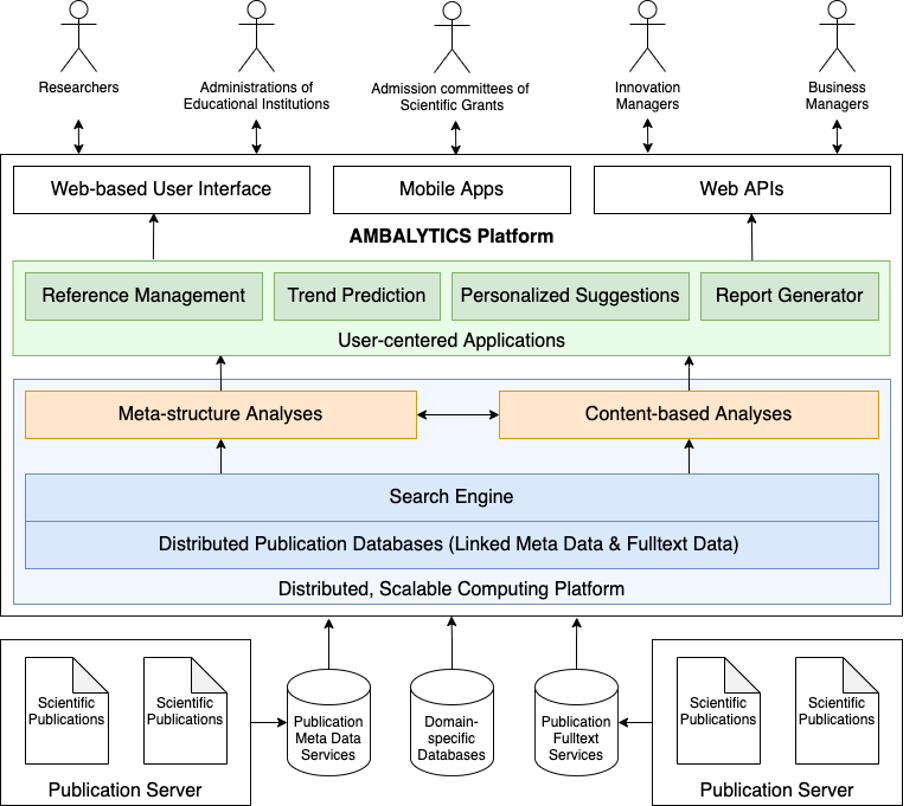 Researchers
Administrations of
Educational Institutions
Admission committees of
Scientific Grants
Innovation
Managers
Business
Managers
Web-based User Interface
Mobile Apps
Web APIs
AMBALYTICS Platform
Reference Management
Trend Prediction
Personalized Suggestions
Report Generator
User-centered Applications
Meta-structure Analyses
Content-based Analyses
Search Engine
Distributed Publication Databases (Linked Meta Data & Fulltext Data)
Distributed, Scalable Computing Platform
Scientific
Publications
Scientific
Publications
Publication Server
Publication
Meta Data
Services
Domain-
specific
Databases
Publication
Fulltext
Services
Scientific
Publications
Scientific
Publications
Publication Server